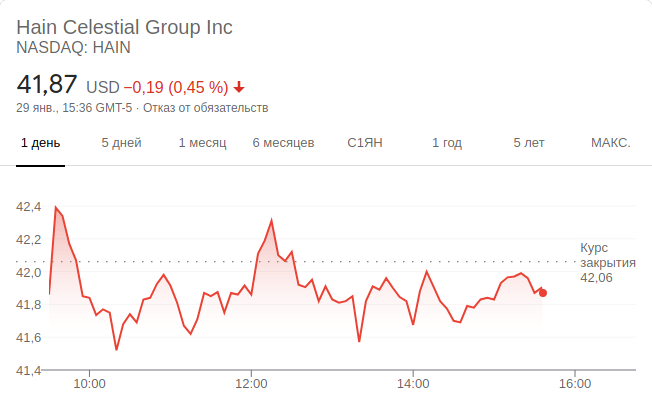 Hain Celestial Group Inc
NASDAQ: HAIN
41,87 USD −0,19 (0,45 %)
29 янв., 15:36 GMT-5 · Отказ от обязательств
1 день 5 дней 1 месяц 6 месяцев С1ЯН 1 год 5 лет МАКС.
42,4
42,2
Курс
закрытия
42,06
42,0
41,8
41,6
41,4
10:00 12:00 14:00 16:00